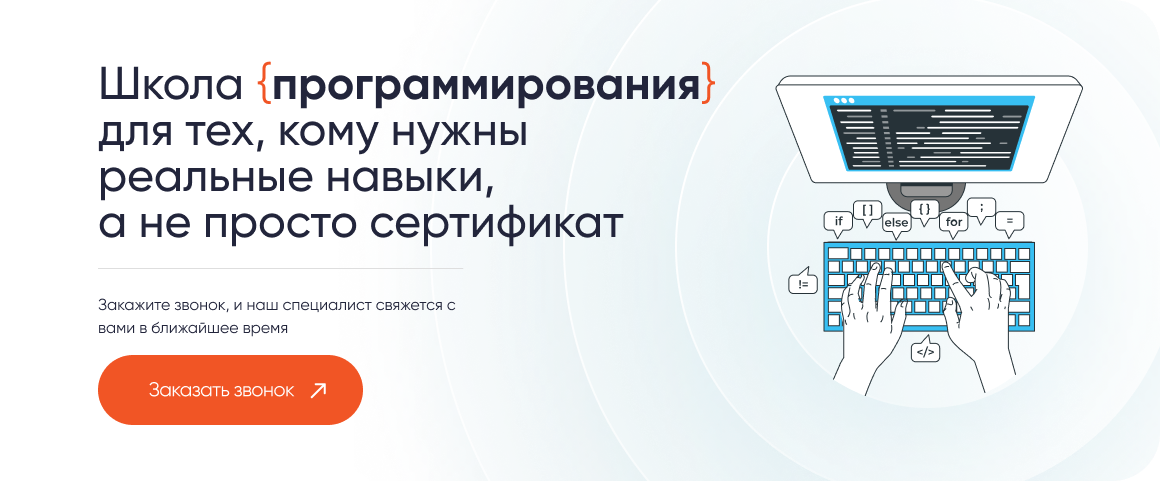 Школа {программирования}
для тех, кому нужны
реальные навыки,
а не просто сертификат
Закажите звонок, и наш специалист свяжется с
вами в ближайшее время
Заказать звонок
if
[ ]
else
{ }
for
;
=
!=
</>